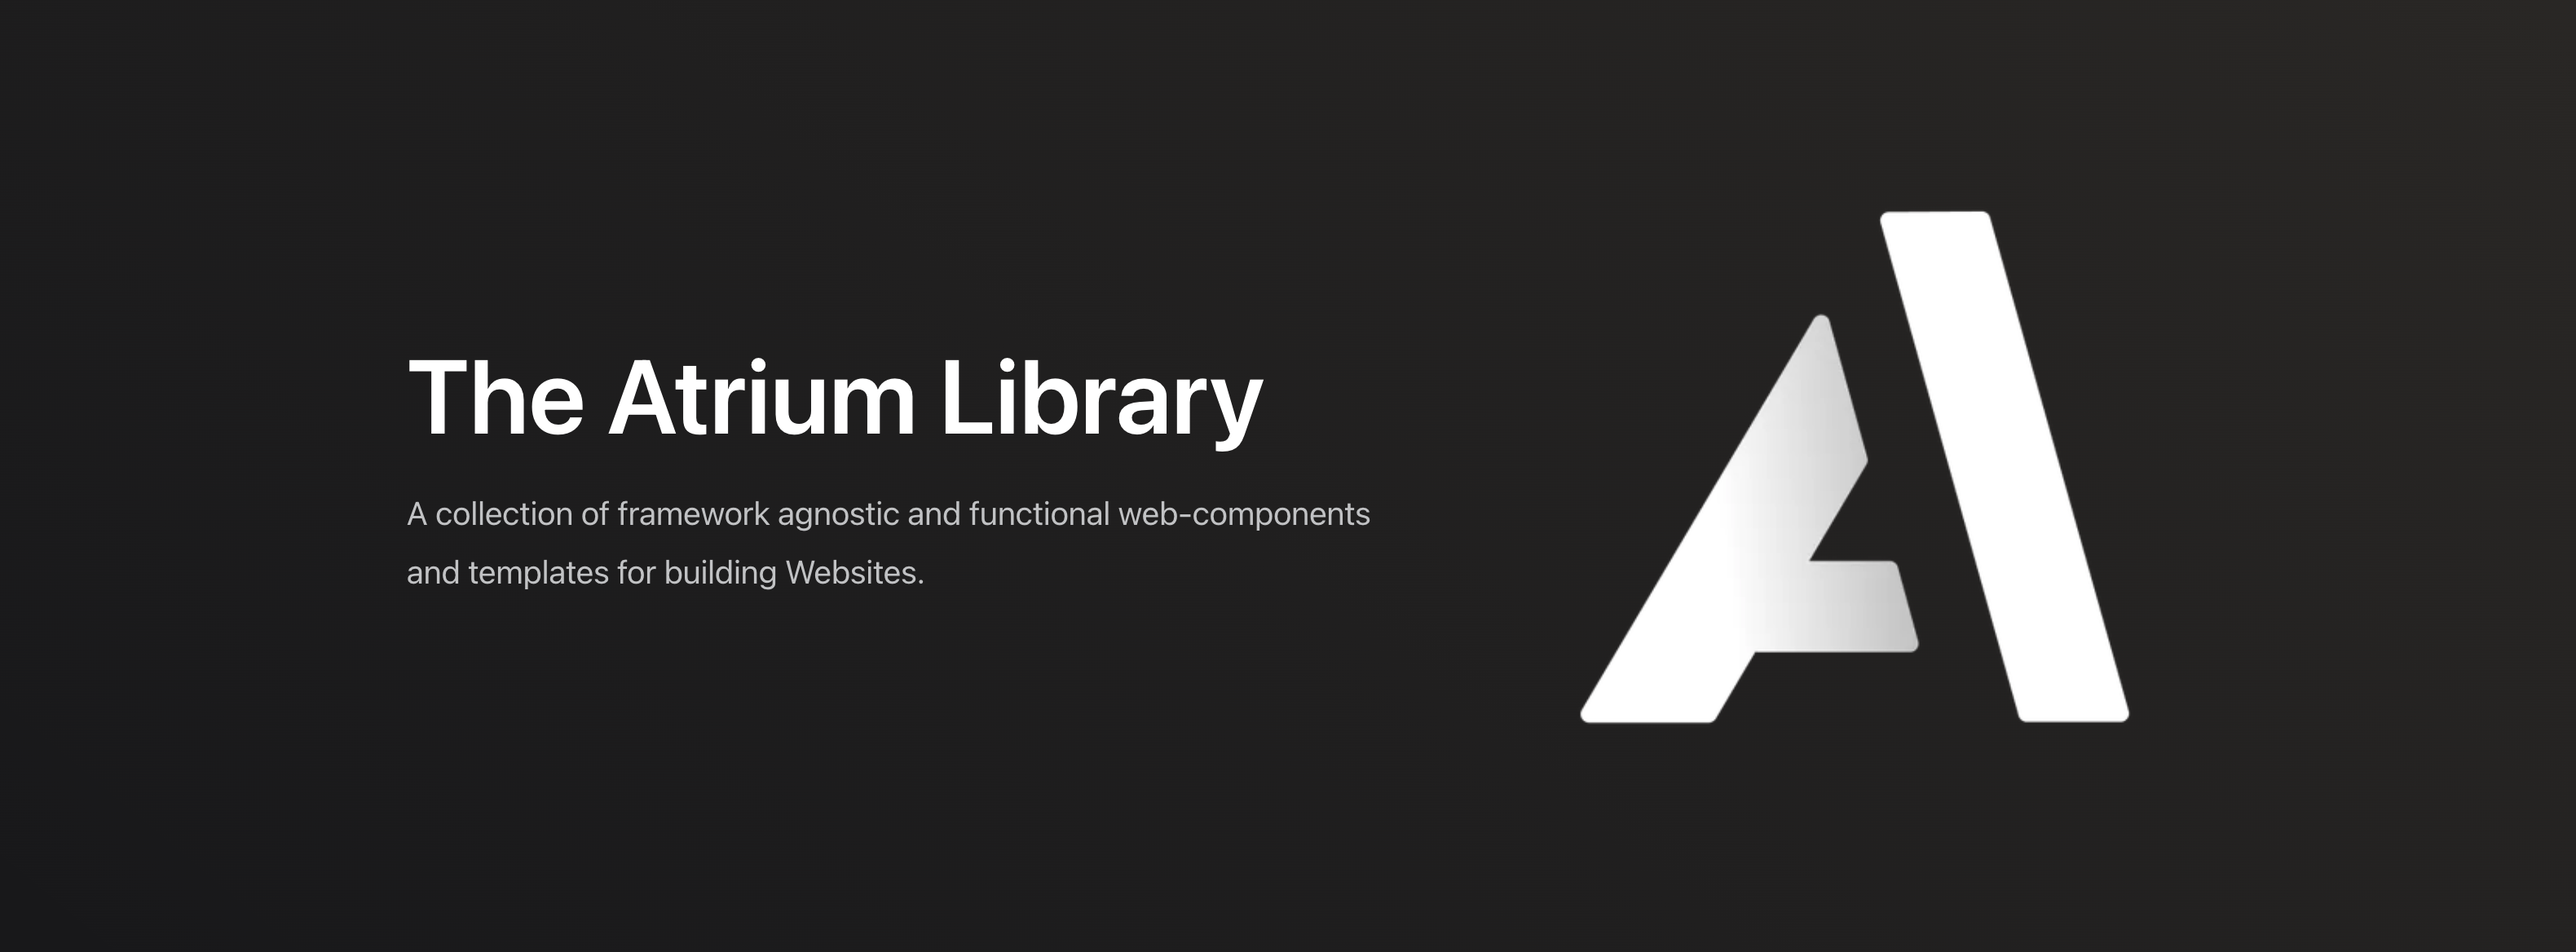 The Atrium Library
A collection of framework agnostic and functional web-components
and templates for building Websites.